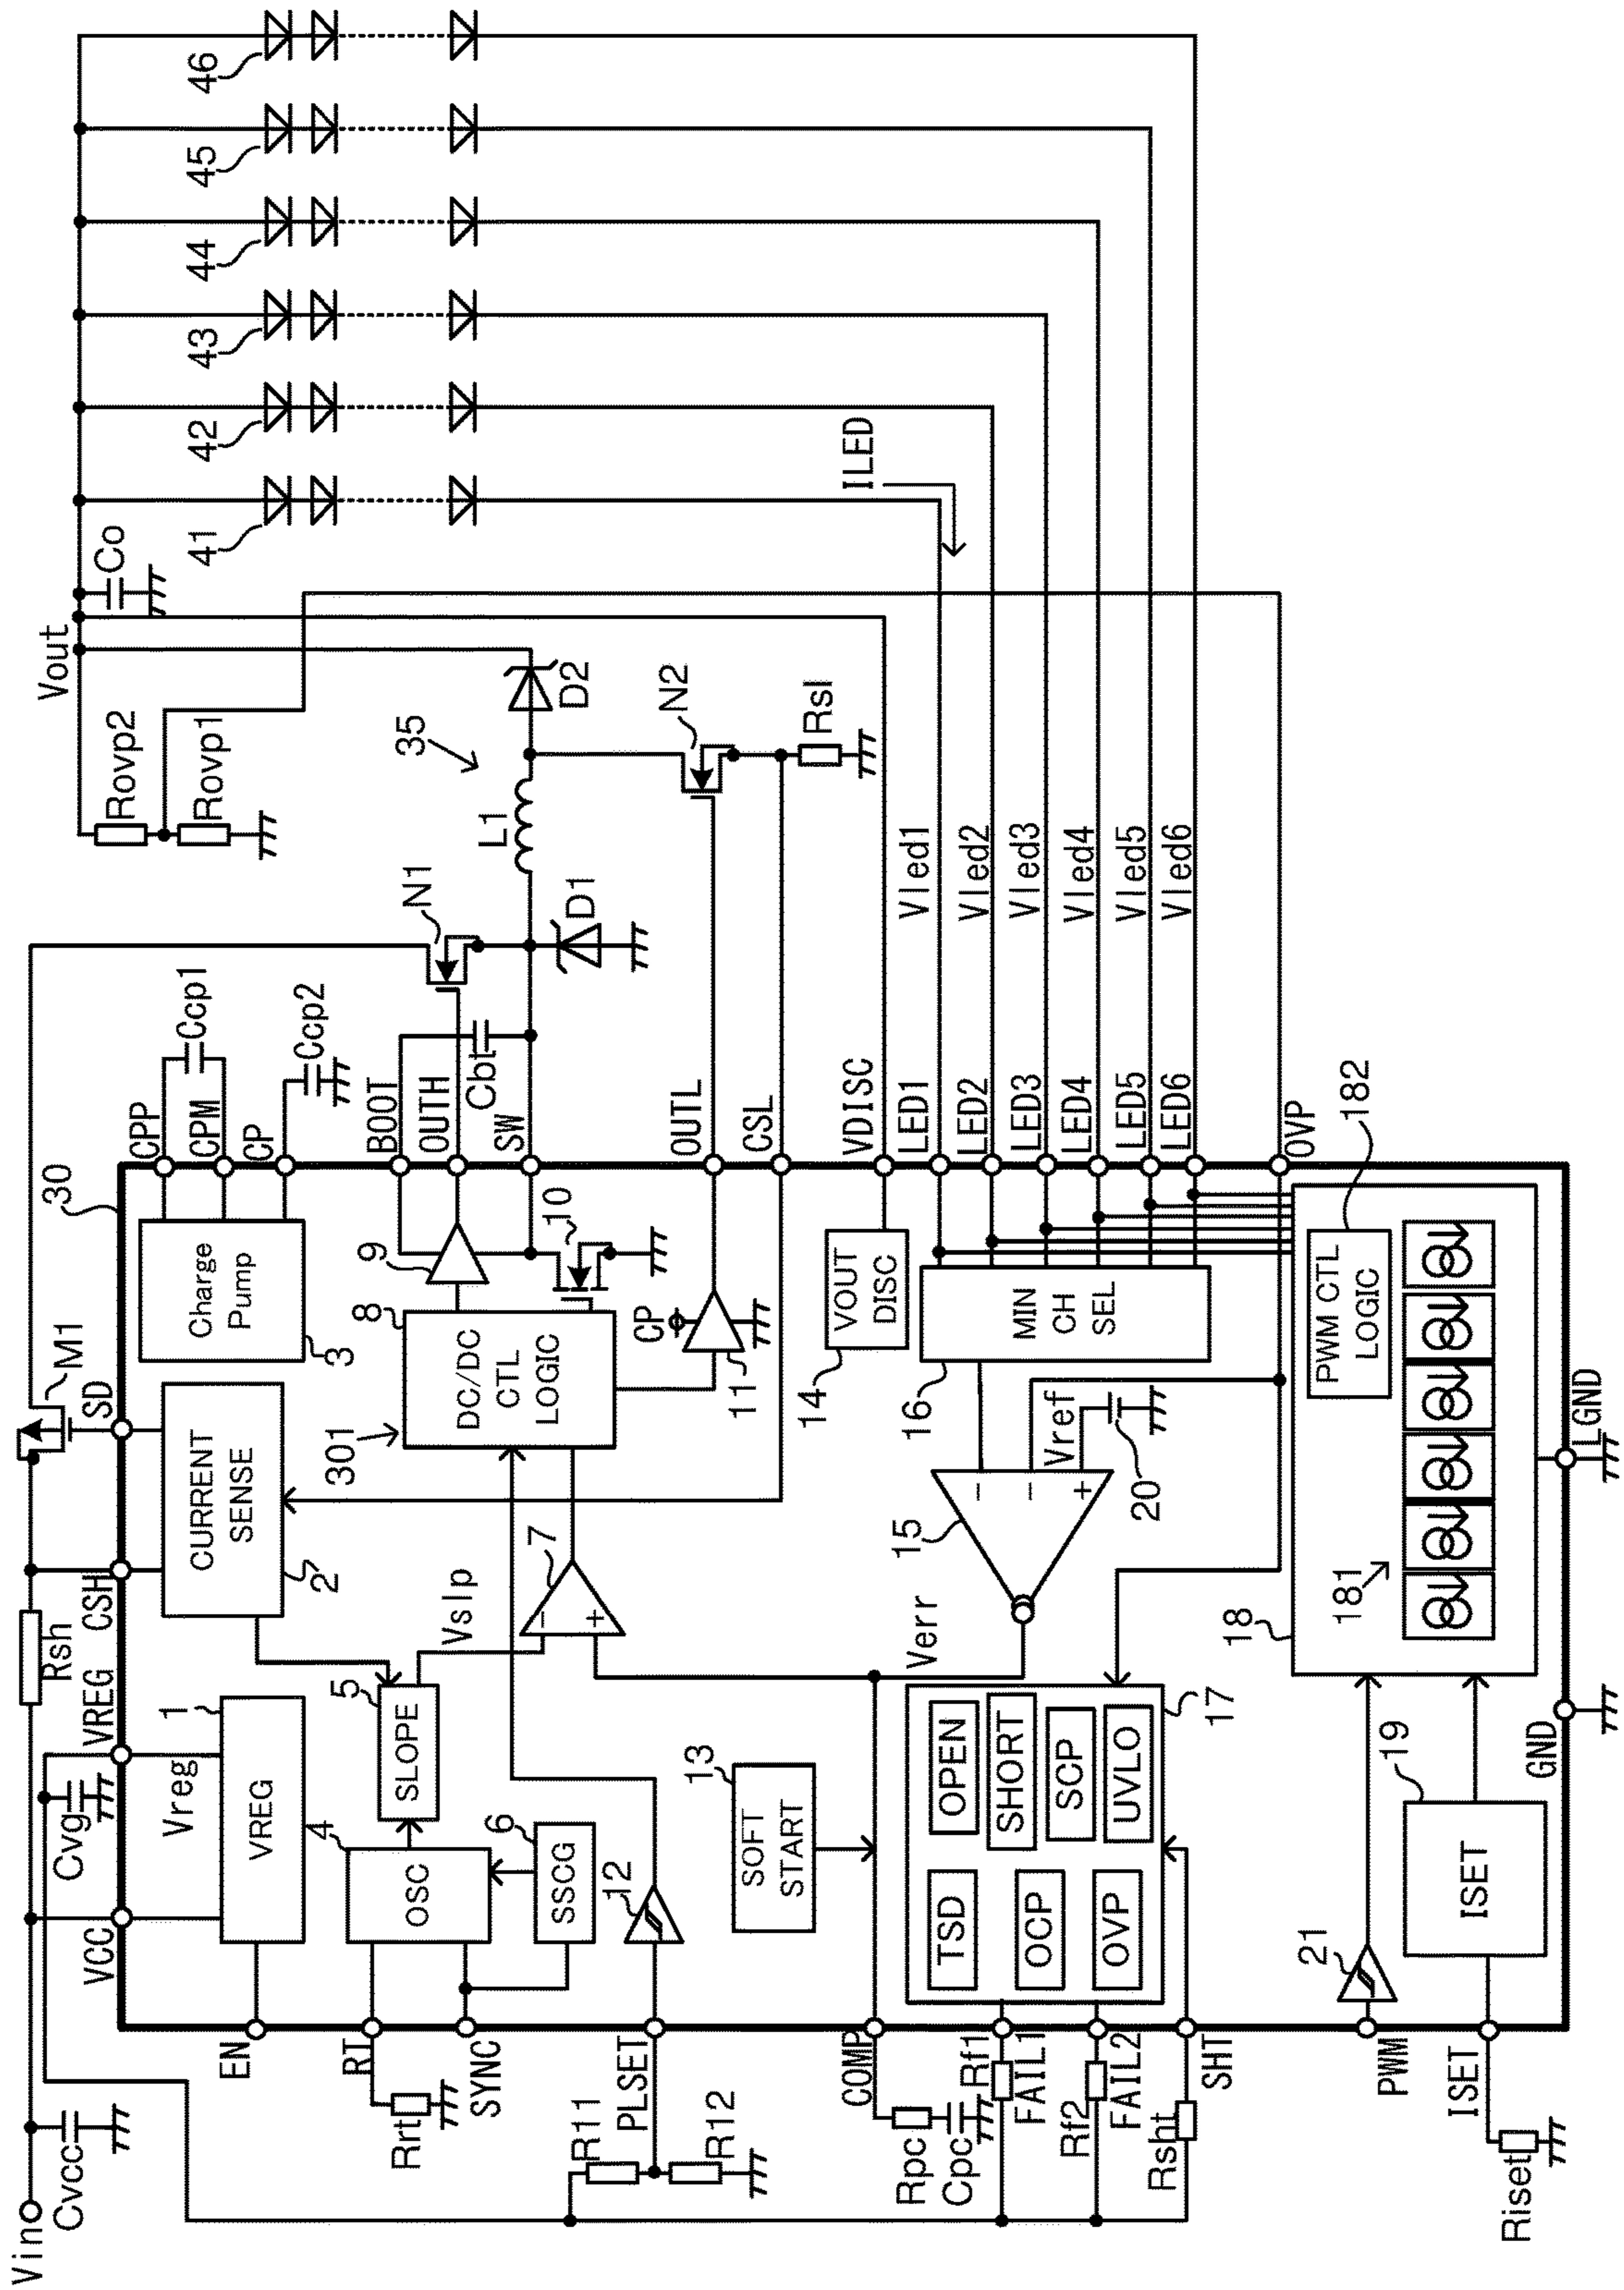 Vin
Cvcc
VCC
Cvg
Vreg
VREG
Rsh
CSH
SD
M1
30
CPP
CPM
CP
Ccp1
Ccp2
BOOT
OUTH
Cbt
SW
N1
D1
L1
35
D2
N2
Rsl
Rovp2
Rovp1
Vout
Co
41
42
43
44
45
46
ILED
EN
VREG
1
CURRENT
SENSE
2
Charge
Pump
3
RT
Rrt
SYNC
OSC
4
SLOPE
5
SSCG
6
Vslp
7
−
+
301
DC/DC
CTL
LOGIC
8
9
10
CP
11
OUTL
CSL
R11
R12
PLSET
12
SOFT
START
13
VOUT
DISC
14
VDISC
COMP
Rpc
Cpc
Verr
15
−
−
+
Vref
20
MIN
CH
SEL
16
LED1
LED2
LED3
LED4
LED5
LED6
Vled1
Vled2
Vled3
Vled4
Vled5
Vled6
OVP
Rf1
FAIL1
Rf2
FAIL2
Rsht
SHT
TSD
OCP
OVP
OPEN
SHORT
SCP
UVLO
17
PWM
21
ISET
Riset
ISET
19
18
181
PWM CTL
LOGIC
182
GND
LGND